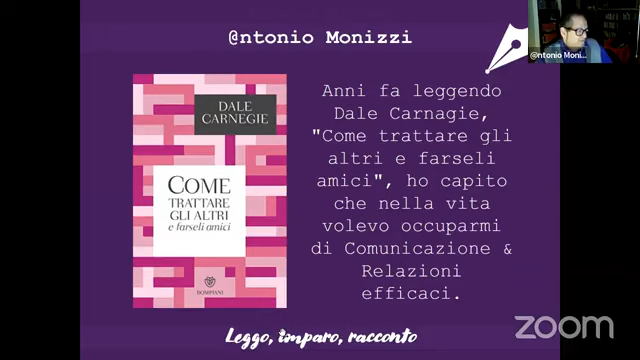 @ntonio Monizzi
@ntonio Moni...
DALE
CARNEGIE
COME
TRATTARE
GLI ALTRI
e farseli amici
BOMPIANI
Anni fa leggendo
Dale Carnagie,
"Come trattare gli
altri e farseli
amici", ho capito
che nella vita
volevo occuparmi
di Comunicazione &
Relazioni
efficaci.
Leggo, imparo, racconto
zoom